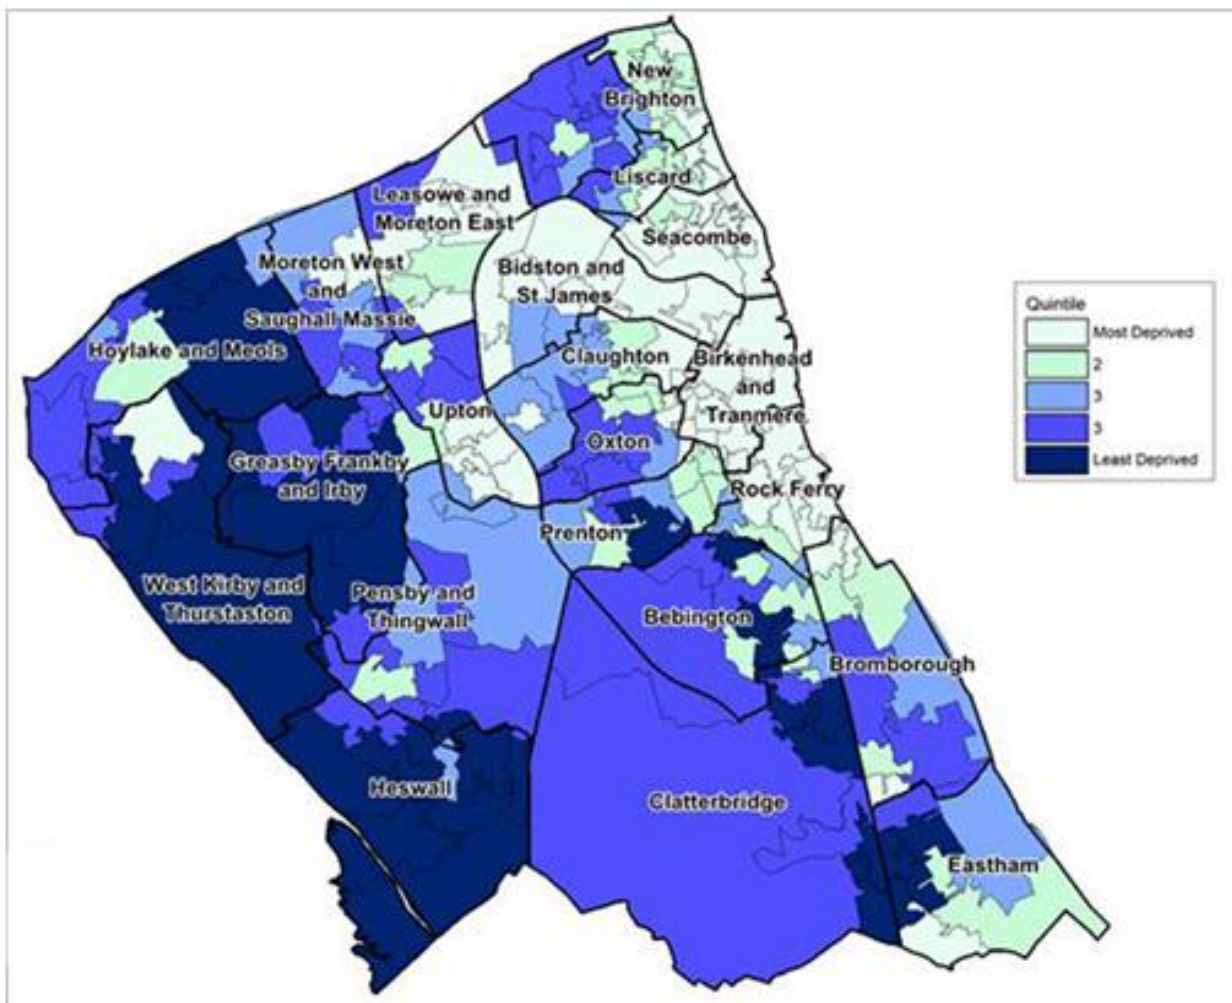 New
Brighton
Liscard
Leasowe and
Moreton East
Seacombe
Moreton West
and
Saughall Massie
Bidston and
St James
Hoylake and Meols
Claughton
Birkenhead
and
Tranmere
Upton
Oxton
Greasby Frankby
and Irby
Rock Ferry
Prenton
West Kirby and
Thurstaston
Pensby and
Thingwall
Bebington
Bromborough
Heswall
Clatterbridge
Eastham
Quintile
Most Deprived
2
3
3
Least Deprived